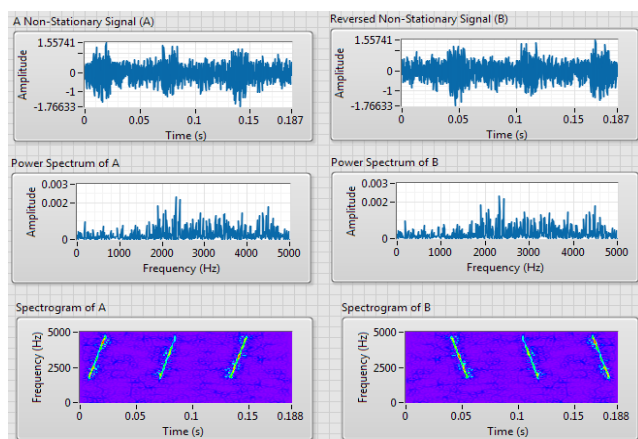 A Non-Stationary Signal (A)
1.55741
0
-1
-1.76633
Amplitude
0 0.05 0.1 0.15 0.187
Time (s)
Reversed Non-Stationary Signal (B)
1.55741
0
-1
-1.76633
Amplitude
0 0.05 0.1 0.15 0.187
Time (s)
Power Spectrum of A
0.003
0.002
0
Amplitude
0 1000 2000 3000 4000 5000
Frequency (Hz)
Power Spectrum of B
0.003
0.002
0
Amplitude
0 1000 2000 3000 4000 5000
Frequency (Hz)
Spectrogram of A
5000
2500
0
Frequency (Hz)
0 0.05 0.1 0.15 0.188
Time (s)
Spectrogram of B
5000
2500
0
Frequency (Hz)
0 0.05 0.1 0.15 0.188
Time (s)